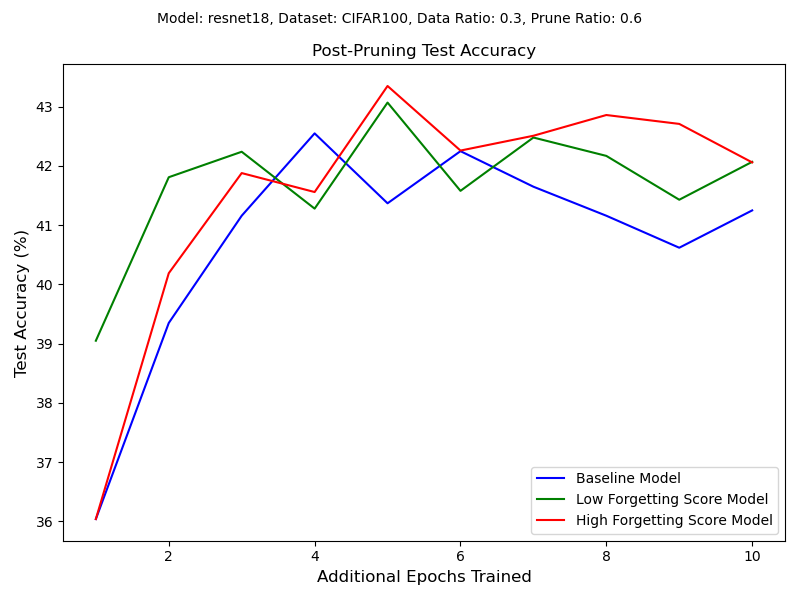 Model: resnet18, Dataset: CIFAR100, Data Ratio: 0.3, Prune Ratio: 0.6
Post-Pruning Test Accuracy
Test Accuracy (%)
43
42
41
40
39
38
37
36
2 4 6 8 10
Additional Epochs Trained
Baseline Model
Low Forgetting Score Model
High Forgetting Score Model